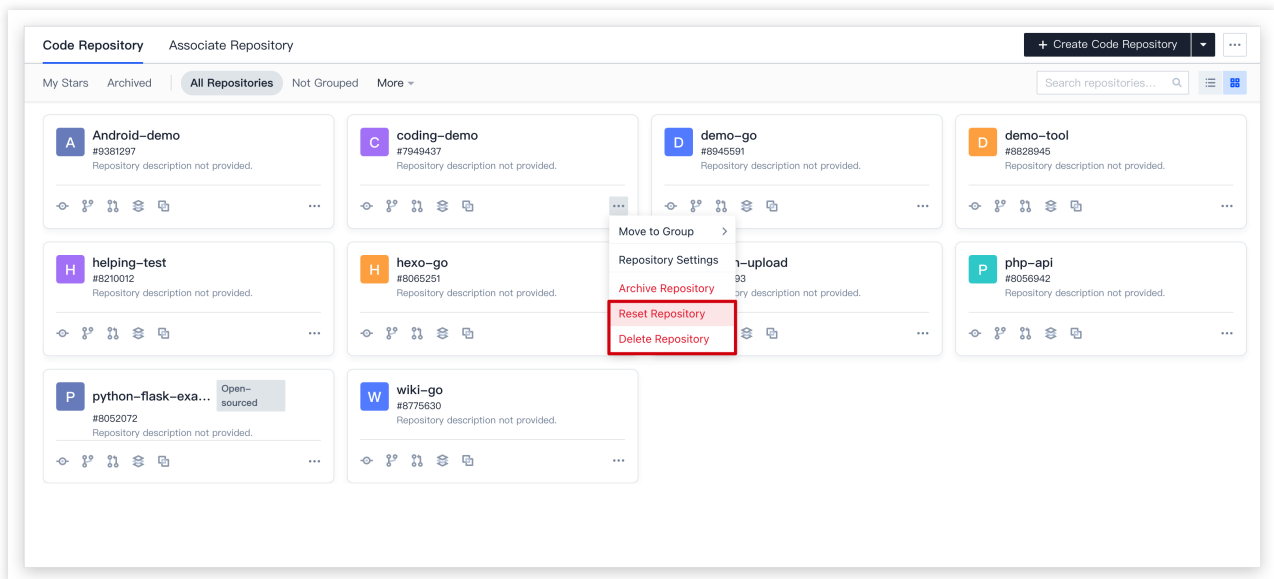 Code Repository
Associate Repository
+ Create Code Repository
My Stars
Archived
All Repositories
Not Grouped
More
Search repositories...
A
Android-demo
#9381297
Repository description not provided.
C
coding-demo
#7949437
Repository description not provided.
D
demo-go
#8945591
Repository description not provided.
D
demo-tool
#8828945
Repository description not provided.
Move to Group
Repository Settings
Archive Repository
Reset Repository
Delete Repository
H
helping-test
#8210012
Repository description not provided.
H
hexo-go
#8065251
Repository description not provided.
n-upload
93
ry description not provided.
P
php-api
#8056942
Repository description not provided.
P
python-flask-exa...
Open-
sourced
#8052072
Repository description not provided.
W
wiki-go
#8775630
Repository description not provided.